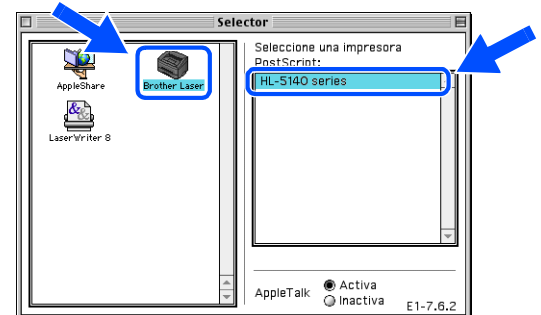 Selector
AppleShare
Brother Laser
LaserWriter 8
Seleccione una impresora
PostScript:
HL-5140 series
AppleTalk
Activa
Inactiva
E1-7.6.2